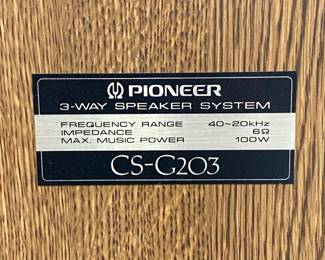 PIONEER
3-WAY SPEAKER SYSTEM
FREQUENCY RANGE 40~20kHz
IMPEDANCE 6Ω
MAX. MUSIC POWER 100W
CS-G203